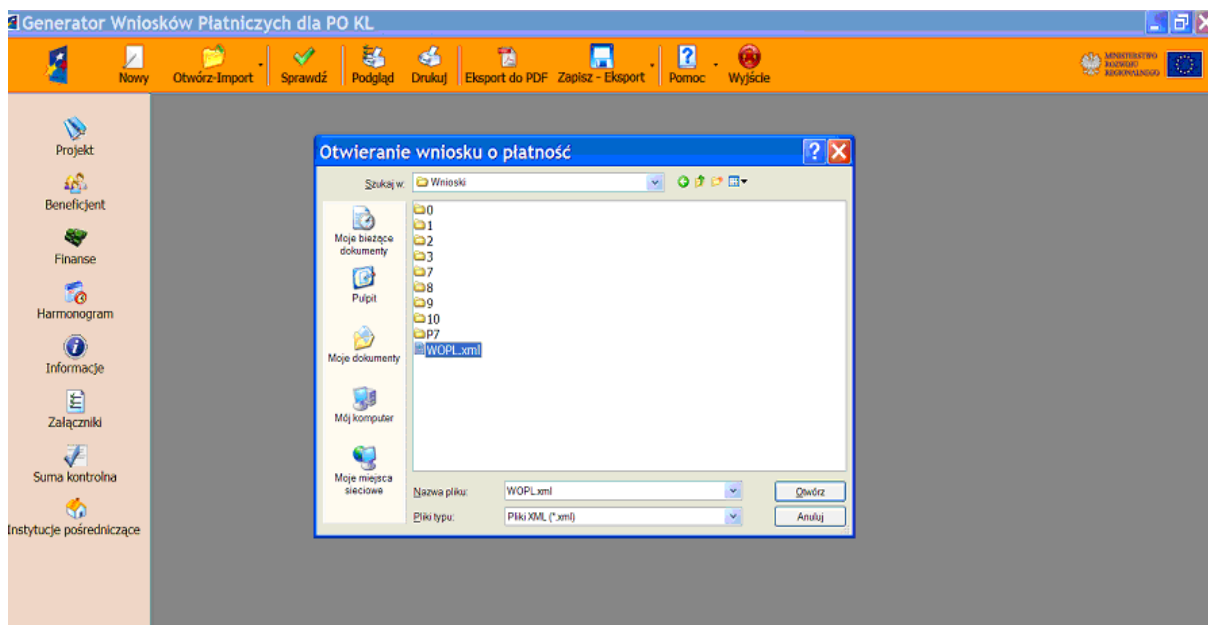 Generator Wniosków Płatniczych dla PO KL
Nowy Otwórz-Import Sprawdź Podgląd Drukuj Eksport do PDF Zapisz - Eksport Pomoc Wyjście
MINISTERSTWO
ROZWOJU
REGIONALNEGO
Projekt
Beneficjent
Finanse
Harmonogram
Informacje
Załączniki
Suma kontrolna
Instytucje pośredniczące
Otwieranie wniosku o płatność
Szukaj w: Wnioski
Moje bieżące
dokumenty
Pulpit
Moje dokumenty
Mój komputer
Moje miejsca
sieciowe
0
1
2
3
7
8
9
10
P7
WOPL.xml
Nazwa pliku: WOPL.xml Otwórz
Pliki typu: Pliki XML (*.xml) Anuluj